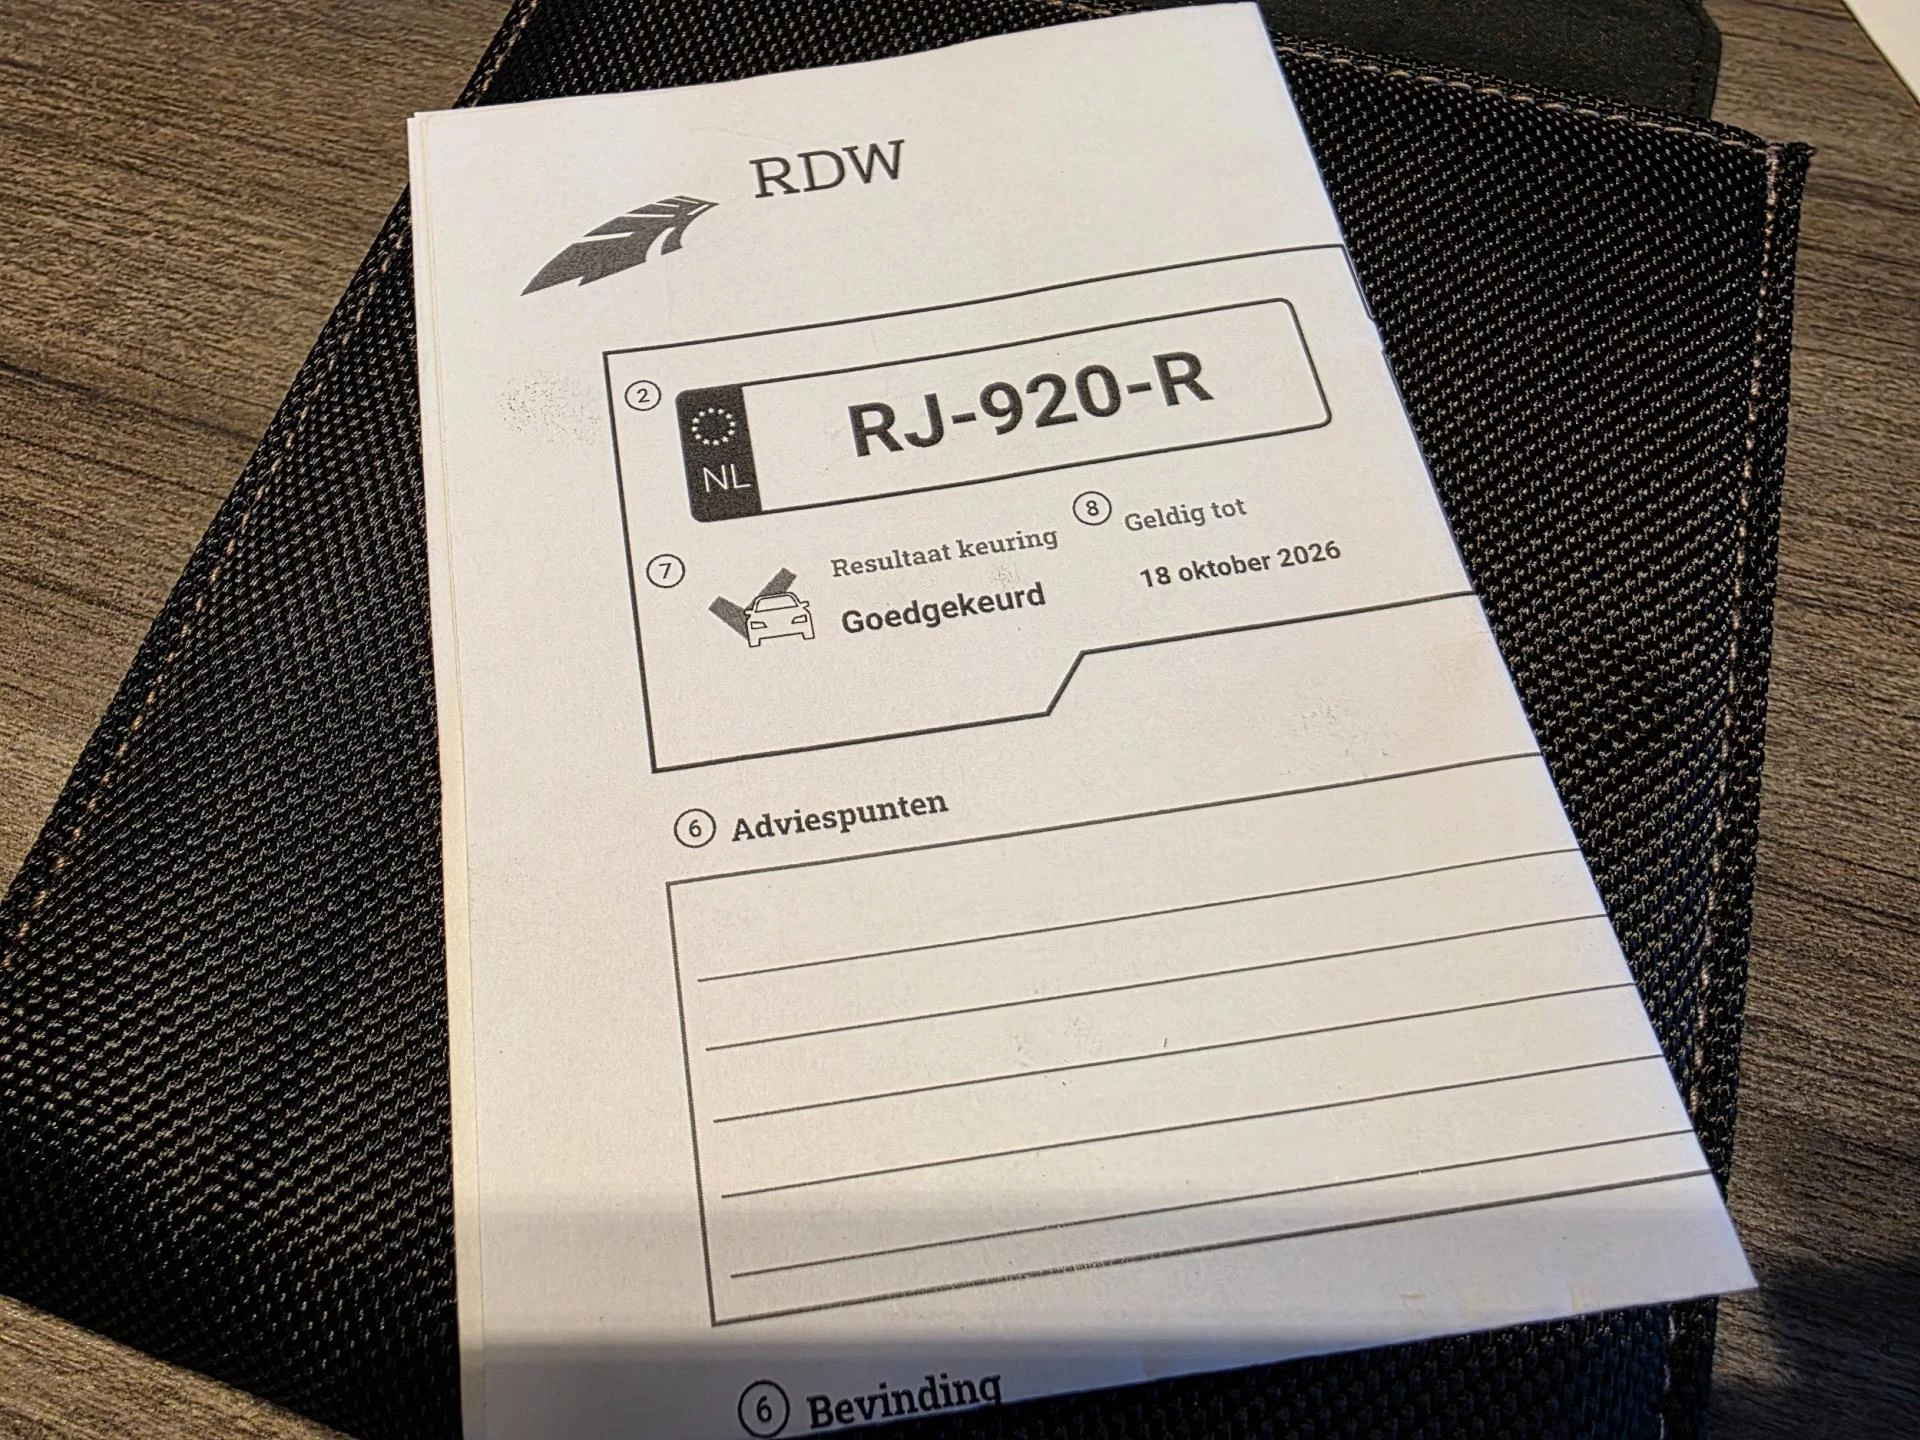 RDW
2
NL
RJ-920-R
7
Resultaat keuring
Goedgekeurd
8
Geldig tot
18 oktober 2026
6 Adviespunten
6 Bevinding